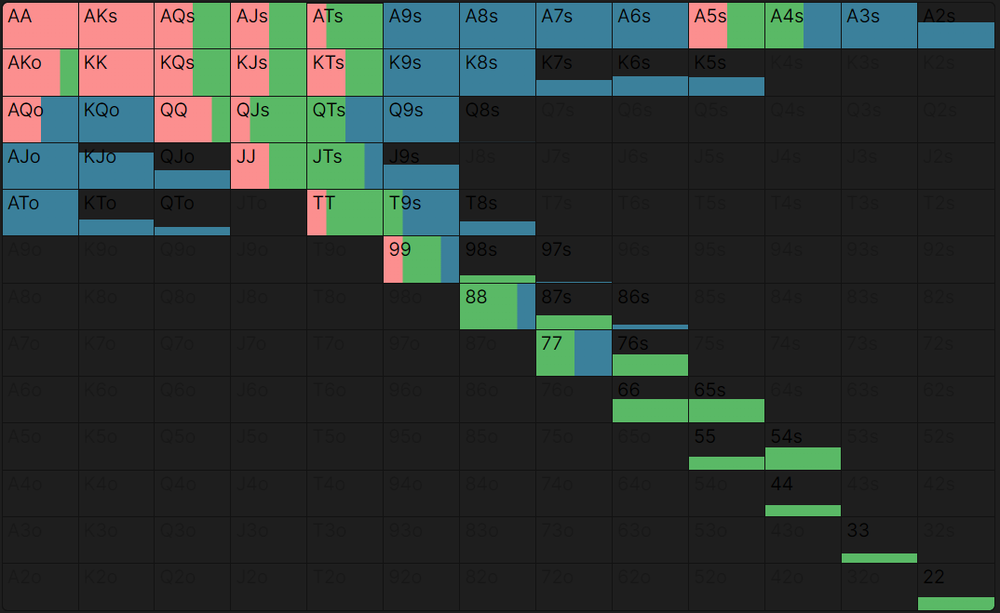 AA AKs AQs AJs ATs A9s A8s A7s A6s A5s A4s A3s A2s
AKo KK KQs KJs KTs K9s K8s K7s K6s K5s K4s K3s K2s
AQo KQo QQ QJs QTs Q9s Q8s Q7s Q6s Q5s Q4s Q3s Q2s
AJo KJo QJo JJ JTs J9s J8s J7s J6s J5s J4s J3s J2s
ATo KTo QTo JTo TT T9s T8s T7s T6s T5s T4s T3s T2s
A9o K9o Q9o J9o T9o 99 98s 97s 96s 95s 94s 93s 92s
A8o K8o Q8o J8o T8o 98o 88 87s 86s 85s 84s 83s 82s
A7o K7o Q7o J7o T7o 97o 87o 77 76s 75s 74s 73s 72s
A6o K6o Q6o J6o T6o 96o 86o 76o 66 65s 64s 63s 62s
A5o K5o Q5o J5o T5o 95o 85o 75o 65o 55 54s 53s 52s
A4o K4o Q4o J4o T4o 94o 84o 74o 64o 54o 44 43s 42s
A3o K3o Q3o J3o T3o 93o 83o 73o 63o 53o 43o 33 32s
A2o K2o Q2o J2o T2o 92o 82o 72o 62o 52o 42o 32o 22